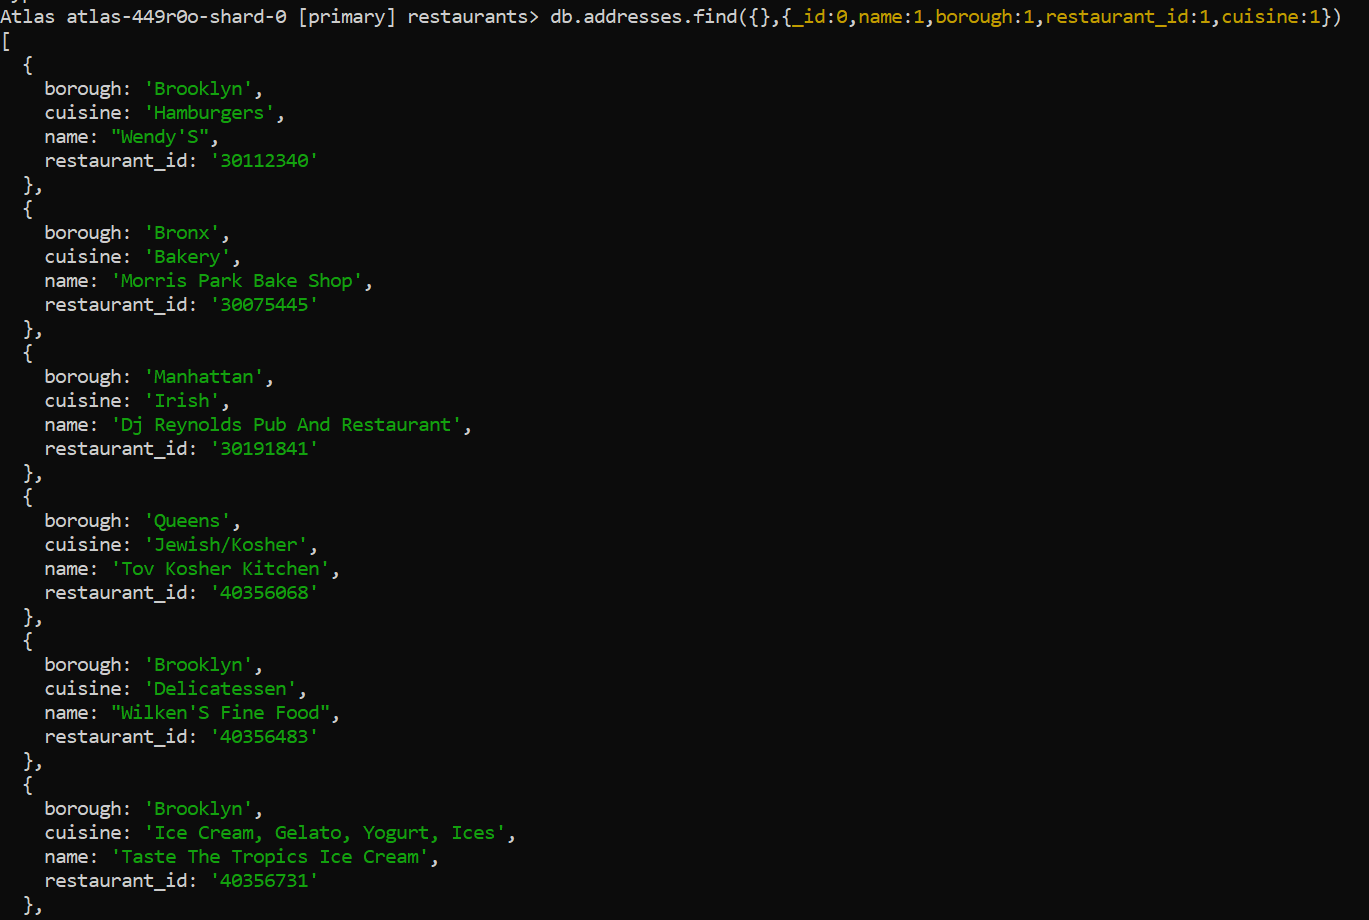 Atlas atlas-449r0o-shard-0 [primary] restaurants> db.addresses.find({},{_id:0,name:1,borough:1,restaurant_id:1,cuisine:1})
[
  {
    borough: 'Brooklyn',
    cuisine: 'Hamburgers',
    name: "Wendy'S",
    restaurant_id: '30112340'
  },
  {
    borough: 'Bronx',
    cuisine: 'Bakery',
    name: 'Morris Park Bake Shop',
    restaurant_id: '30075445'
  },
  {
    borough: 'Manhattan',
    cuisine: 'Irish',
    name: 'Dj Reynolds Pub And Restaurant',
    restaurant_id: '30191841'
  },
  {
    borough: 'Queens',
    cuisine: 'Jewish/Kosher',
    name: 'Tov Kosher Kitchen',
    restaurant_id: '40356068'
  },
  {
    borough: 'Brooklyn',
    cuisine: 'Delicatessen',
    name: "Wilken'S Fine Food",
    restaurant_id: '40356483'
  },
  {
    borough: 'Brooklyn',
    cuisine: 'Ice Cream, Gelato, Yogurt, Ices',
    name: 'Taste The Tropics Ice Cream',
    restaurant_id: '40356731'
  },